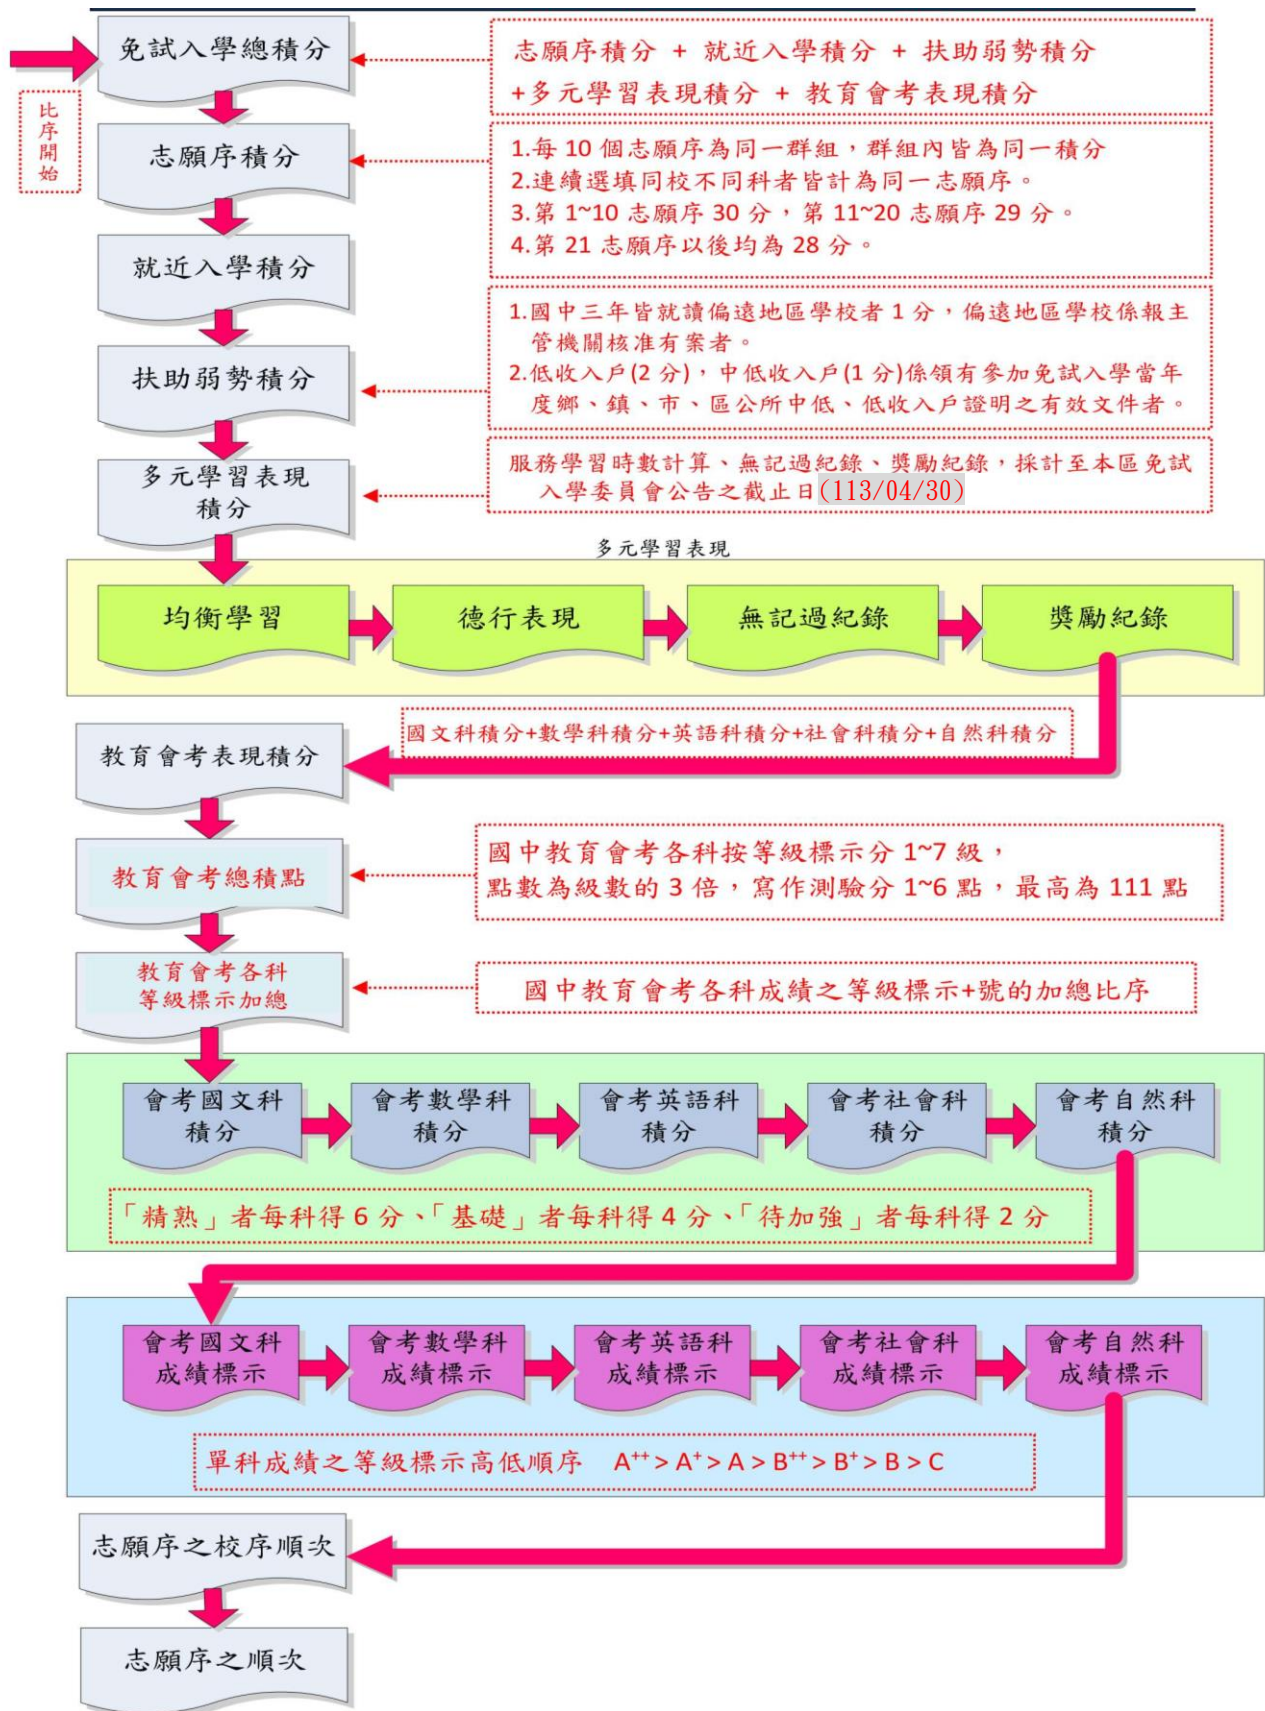 免試入學總積分
志願序積分 + 就近入學積分 + 扶助弱勢積分
+多元學習表現積分 + 教育會考表現積分
比序開始
志願序積分
1.每 10 個志願序為同一群組，群組內皆為同一積分
2.連續選填同校不同科者皆計為同一志願序。
3.第 1~10 志願序 30 分，第 11~20 志願序 29 分。
4.第 21 志願序以後均為 28 分。
就近入學積分
扶助弱勢積分
1.國中三年皆就讀偏遠地區學校者 1 分，偏遠地區學校係報主
管機關核准有案者。
2.低收入戶(2 分)，中低收入戶(1 分)係領有參加免試入學當年
度鄉、鎮、市、區公所中低、低收入戶證明之有效文件者。
多元學習表現
積分
服務學習時數計算、無記過紀錄、獎勵紀錄，採計至本區免試
入學委員會公告之截止日(113/04/30)
多元學習表現
均衡學習
德行表現
無記過紀錄
獎勵紀錄
國文科積分+數學科積分+英語科積分+社會科積分+自然科積分
教育會考表現積分
教育會考總積點
國中教育會考各科按等級標示分 1~7 級，
點數為級數的 3 倍，寫作測驗分 1~6 點，最高為 111 點
教育會考各科
等級標示加總
國中教育會考各科成績之等級標示+號的加總比序
會考國文科
積分
會考數學科
積分
會考英語科
積分
會考社會科
積分
會考自然科
積分
「精熟」者每科得 6 分、「基礎」者每科得 4 分、「待加強」者每科得 2 分
會考國文科
成績標示
會考數學科
成績標示
會考英語科
成績標示
會考社會科
成績標示
會考自然科
成績標示
單科成績之等級標示高低順序 A⁺⁺ > A⁺ > A > B⁺⁺ > B⁺ > B > C
志願序之校序順次
志願序之順次